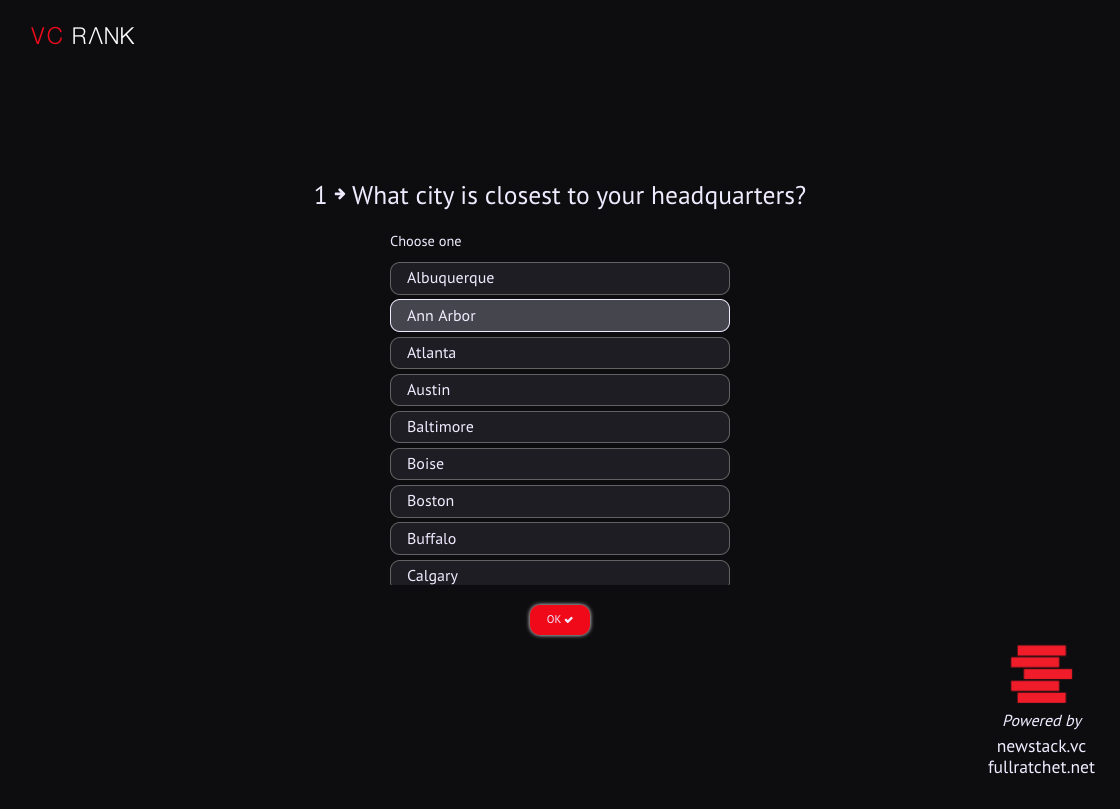 VC RANK
1 → What city is closest to your headquarters?
Choose one
Albuquerque
Ann Arbor
Atlanta
Austin
Baltimore
Boise
Boston
Buffalo
Calgary
OK ✔
Powered by
newstack.vc
fullratchet.net